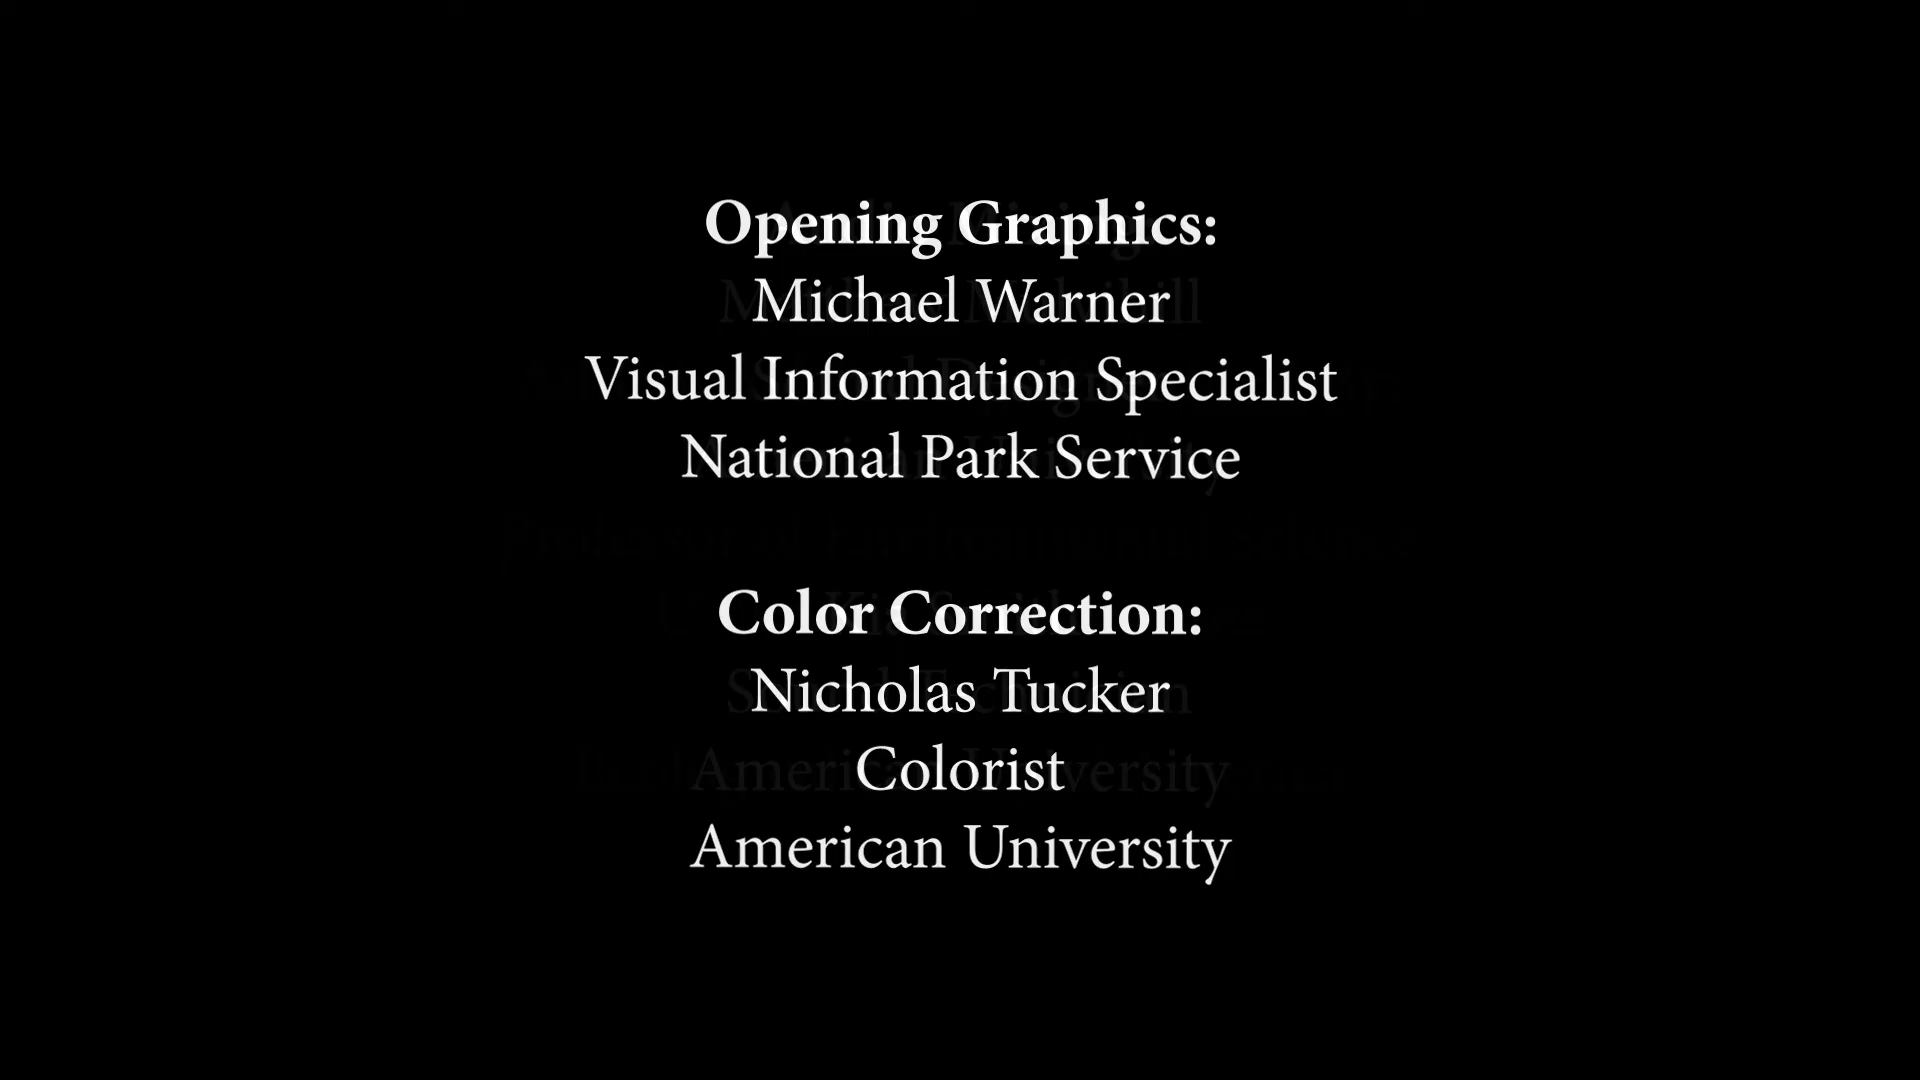 Opening Graphics:
Michael Warner
Visual Information Specialist
National Park Service
Color Correction:
Nicholas Tucker
Colorist
American University